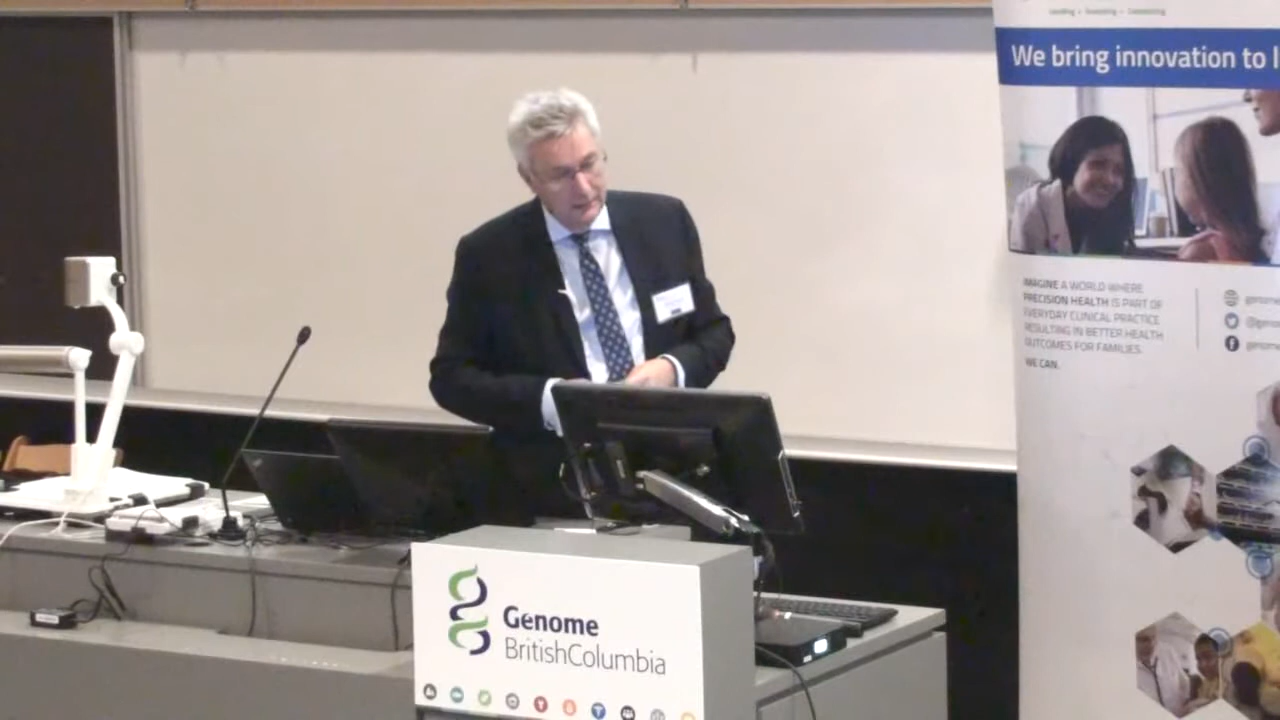 We bring innovation to l
IMAGINE A WORLD WHERE
PRECISION HEALTH IS PART OF
EVERYDAY CLINICAL PRACTICE
RESULTING IN BETTER HEALTH
OUTCOMES FOR FAMILIES.
WE CAN.
Genome
BritishColumbia